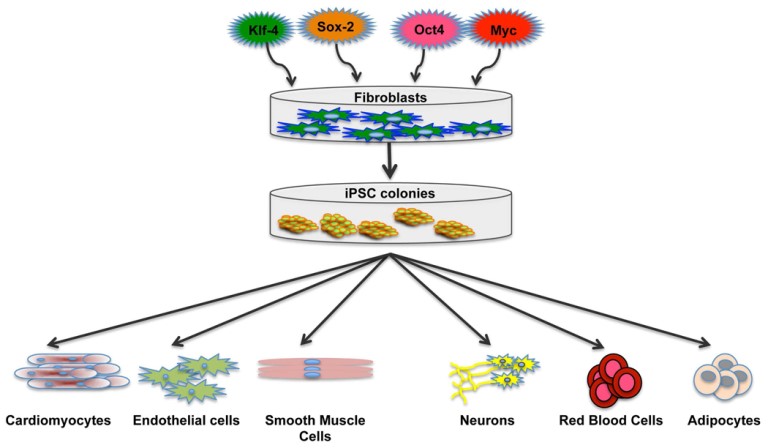 Klf-4
Sox-2
Oct4
Myc
Fibroblasts
iPSC colonies
Cardiomyocytes
Endothelial cells
Smooth Muscle
Cells
Neurons
Red Blood Cells
Adipocytes